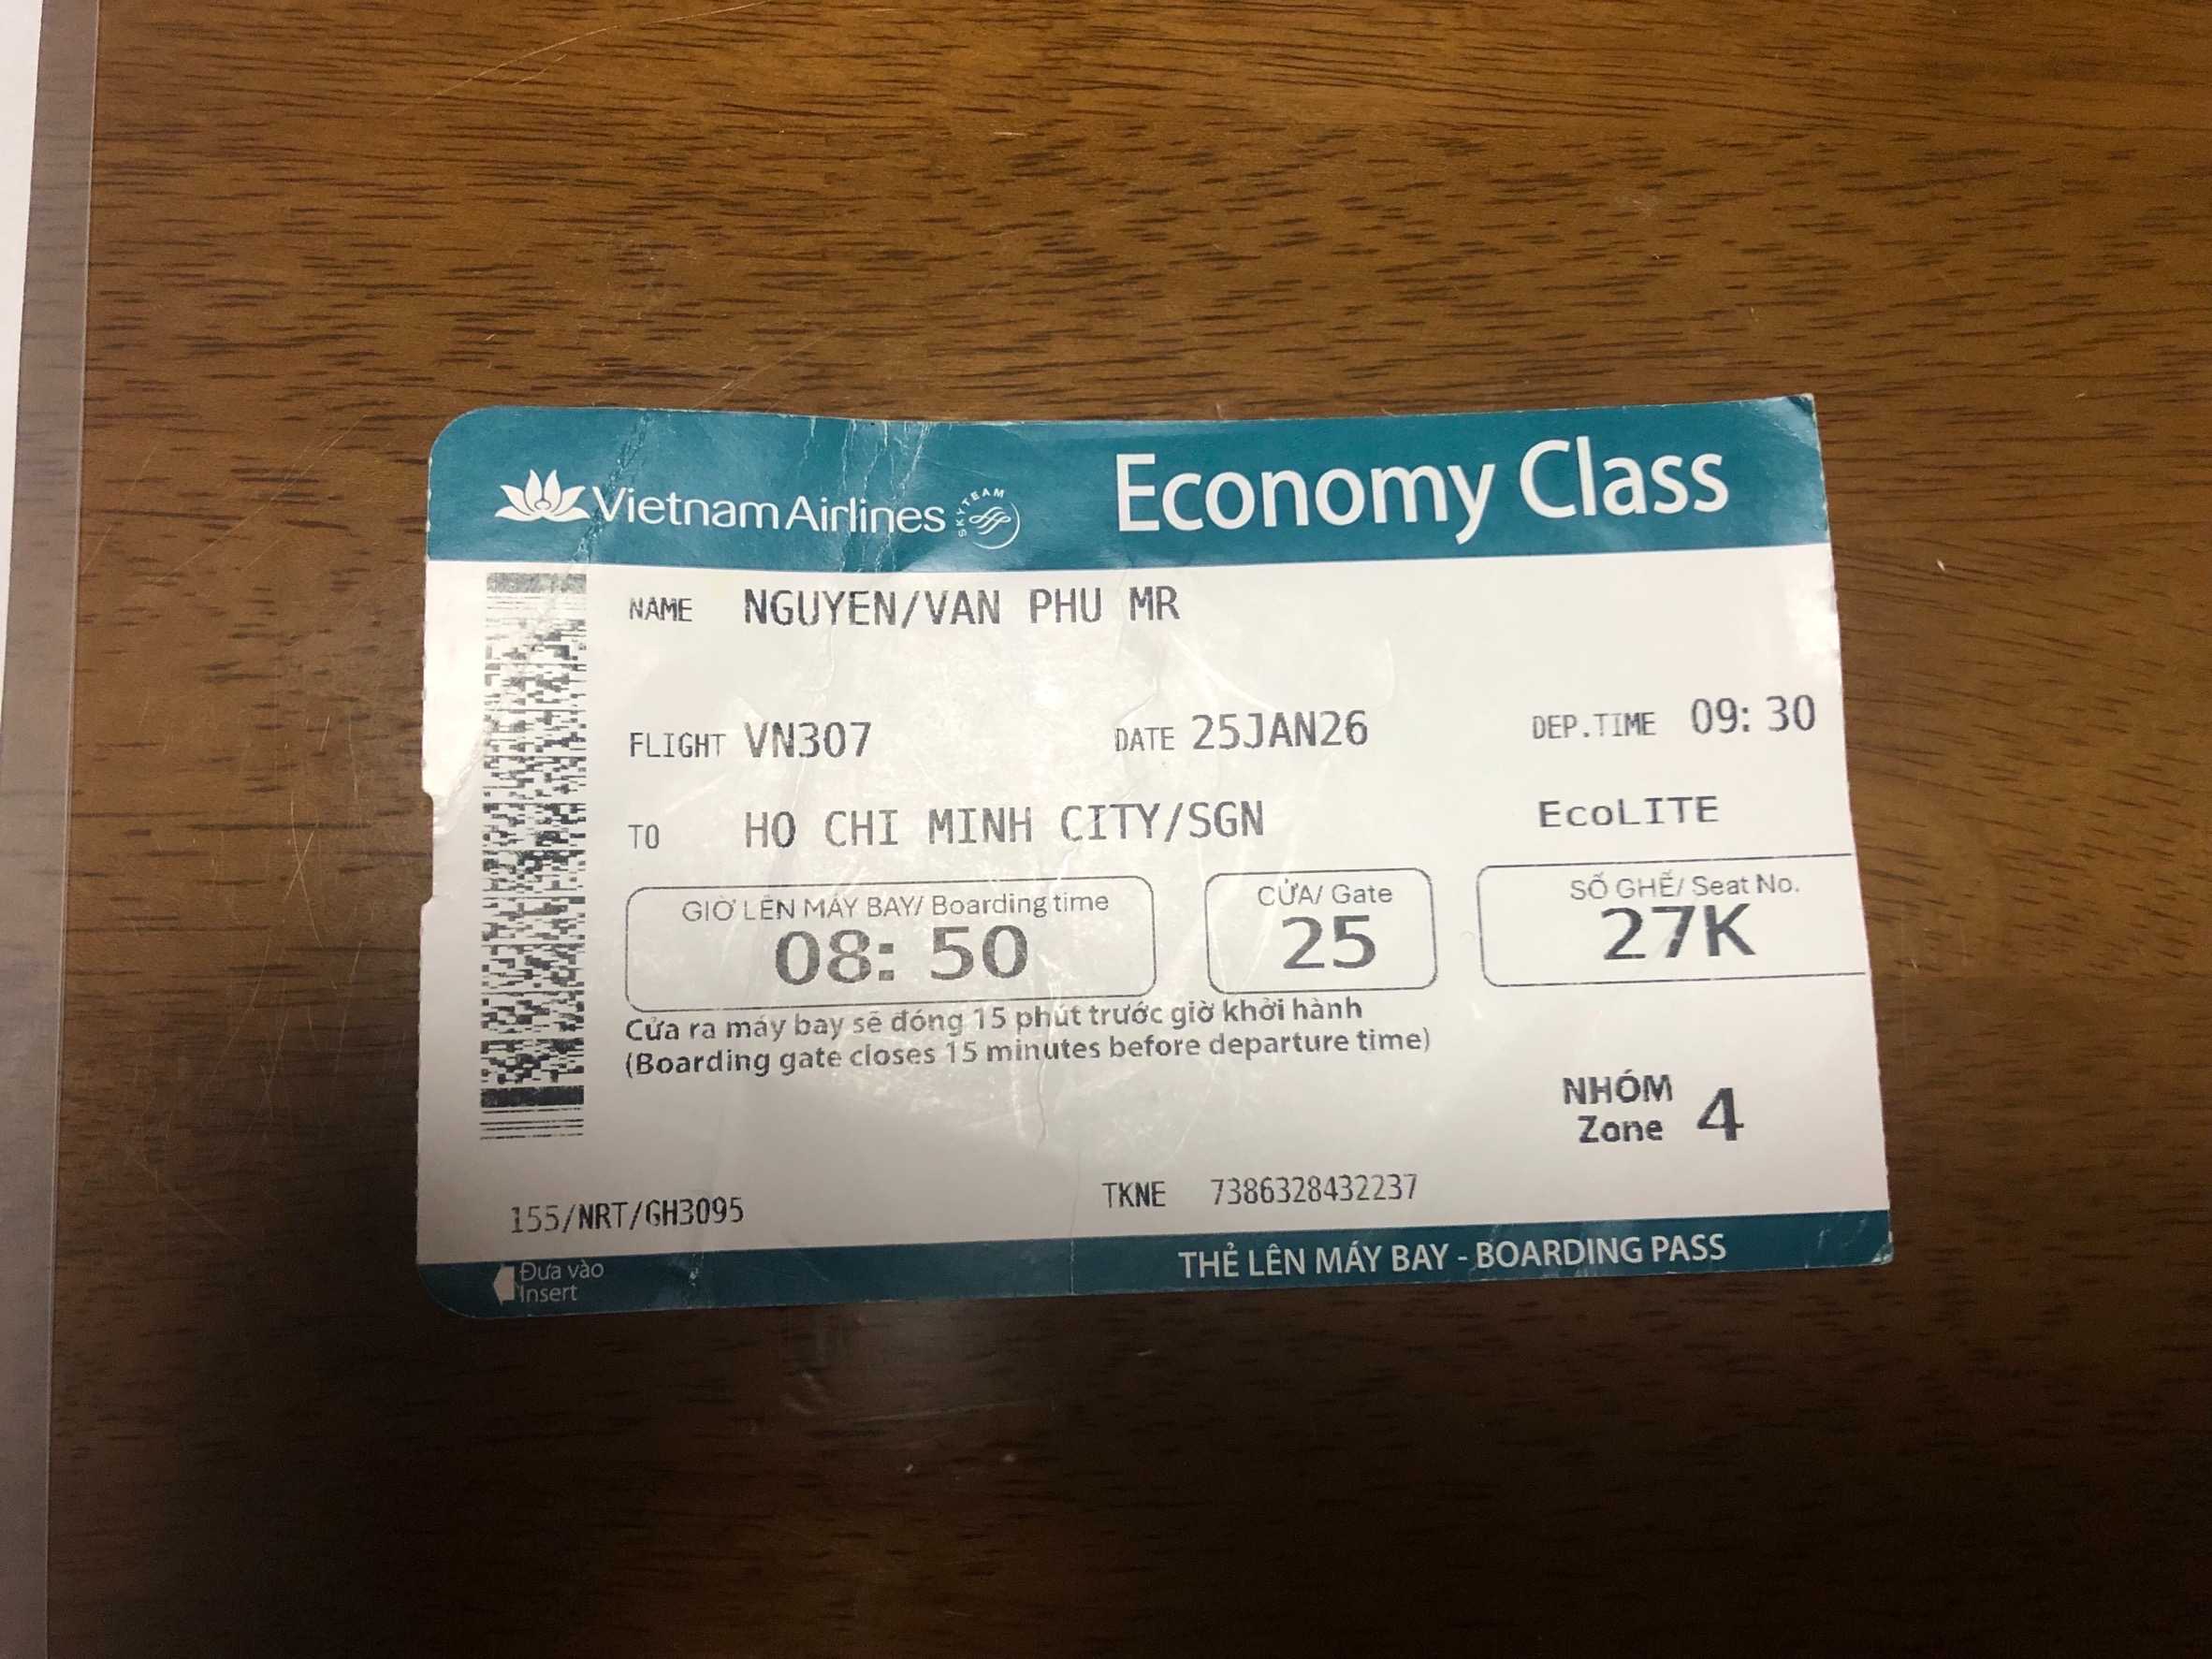 Vietnam Airlines SKYTEAM Economy Class
NAME NGUYEN/VAN PHU MR
FLIGHT VN307 DATE 25JAN26 DEP.TIME 09: 30
TO HO CHI MINH CITY/SGN EcoLITE
GIỜ LÊN MÁY BAY/ Boarding time CỬA/ Gate SỐ GHẾ/ Seat No.
08: 50 25 27K
Cửa ra máy bay sẽ đóng 15 phút trước giờ khởi hành
(Boarding gate closes 15 minutes before departure time)
NHÓM
Zone 4
155/NRT/GH3095 TKNE 7386328432237
Đưa vào
Insert
THẺ LÊN MÁY BAY - BOARDING PASS